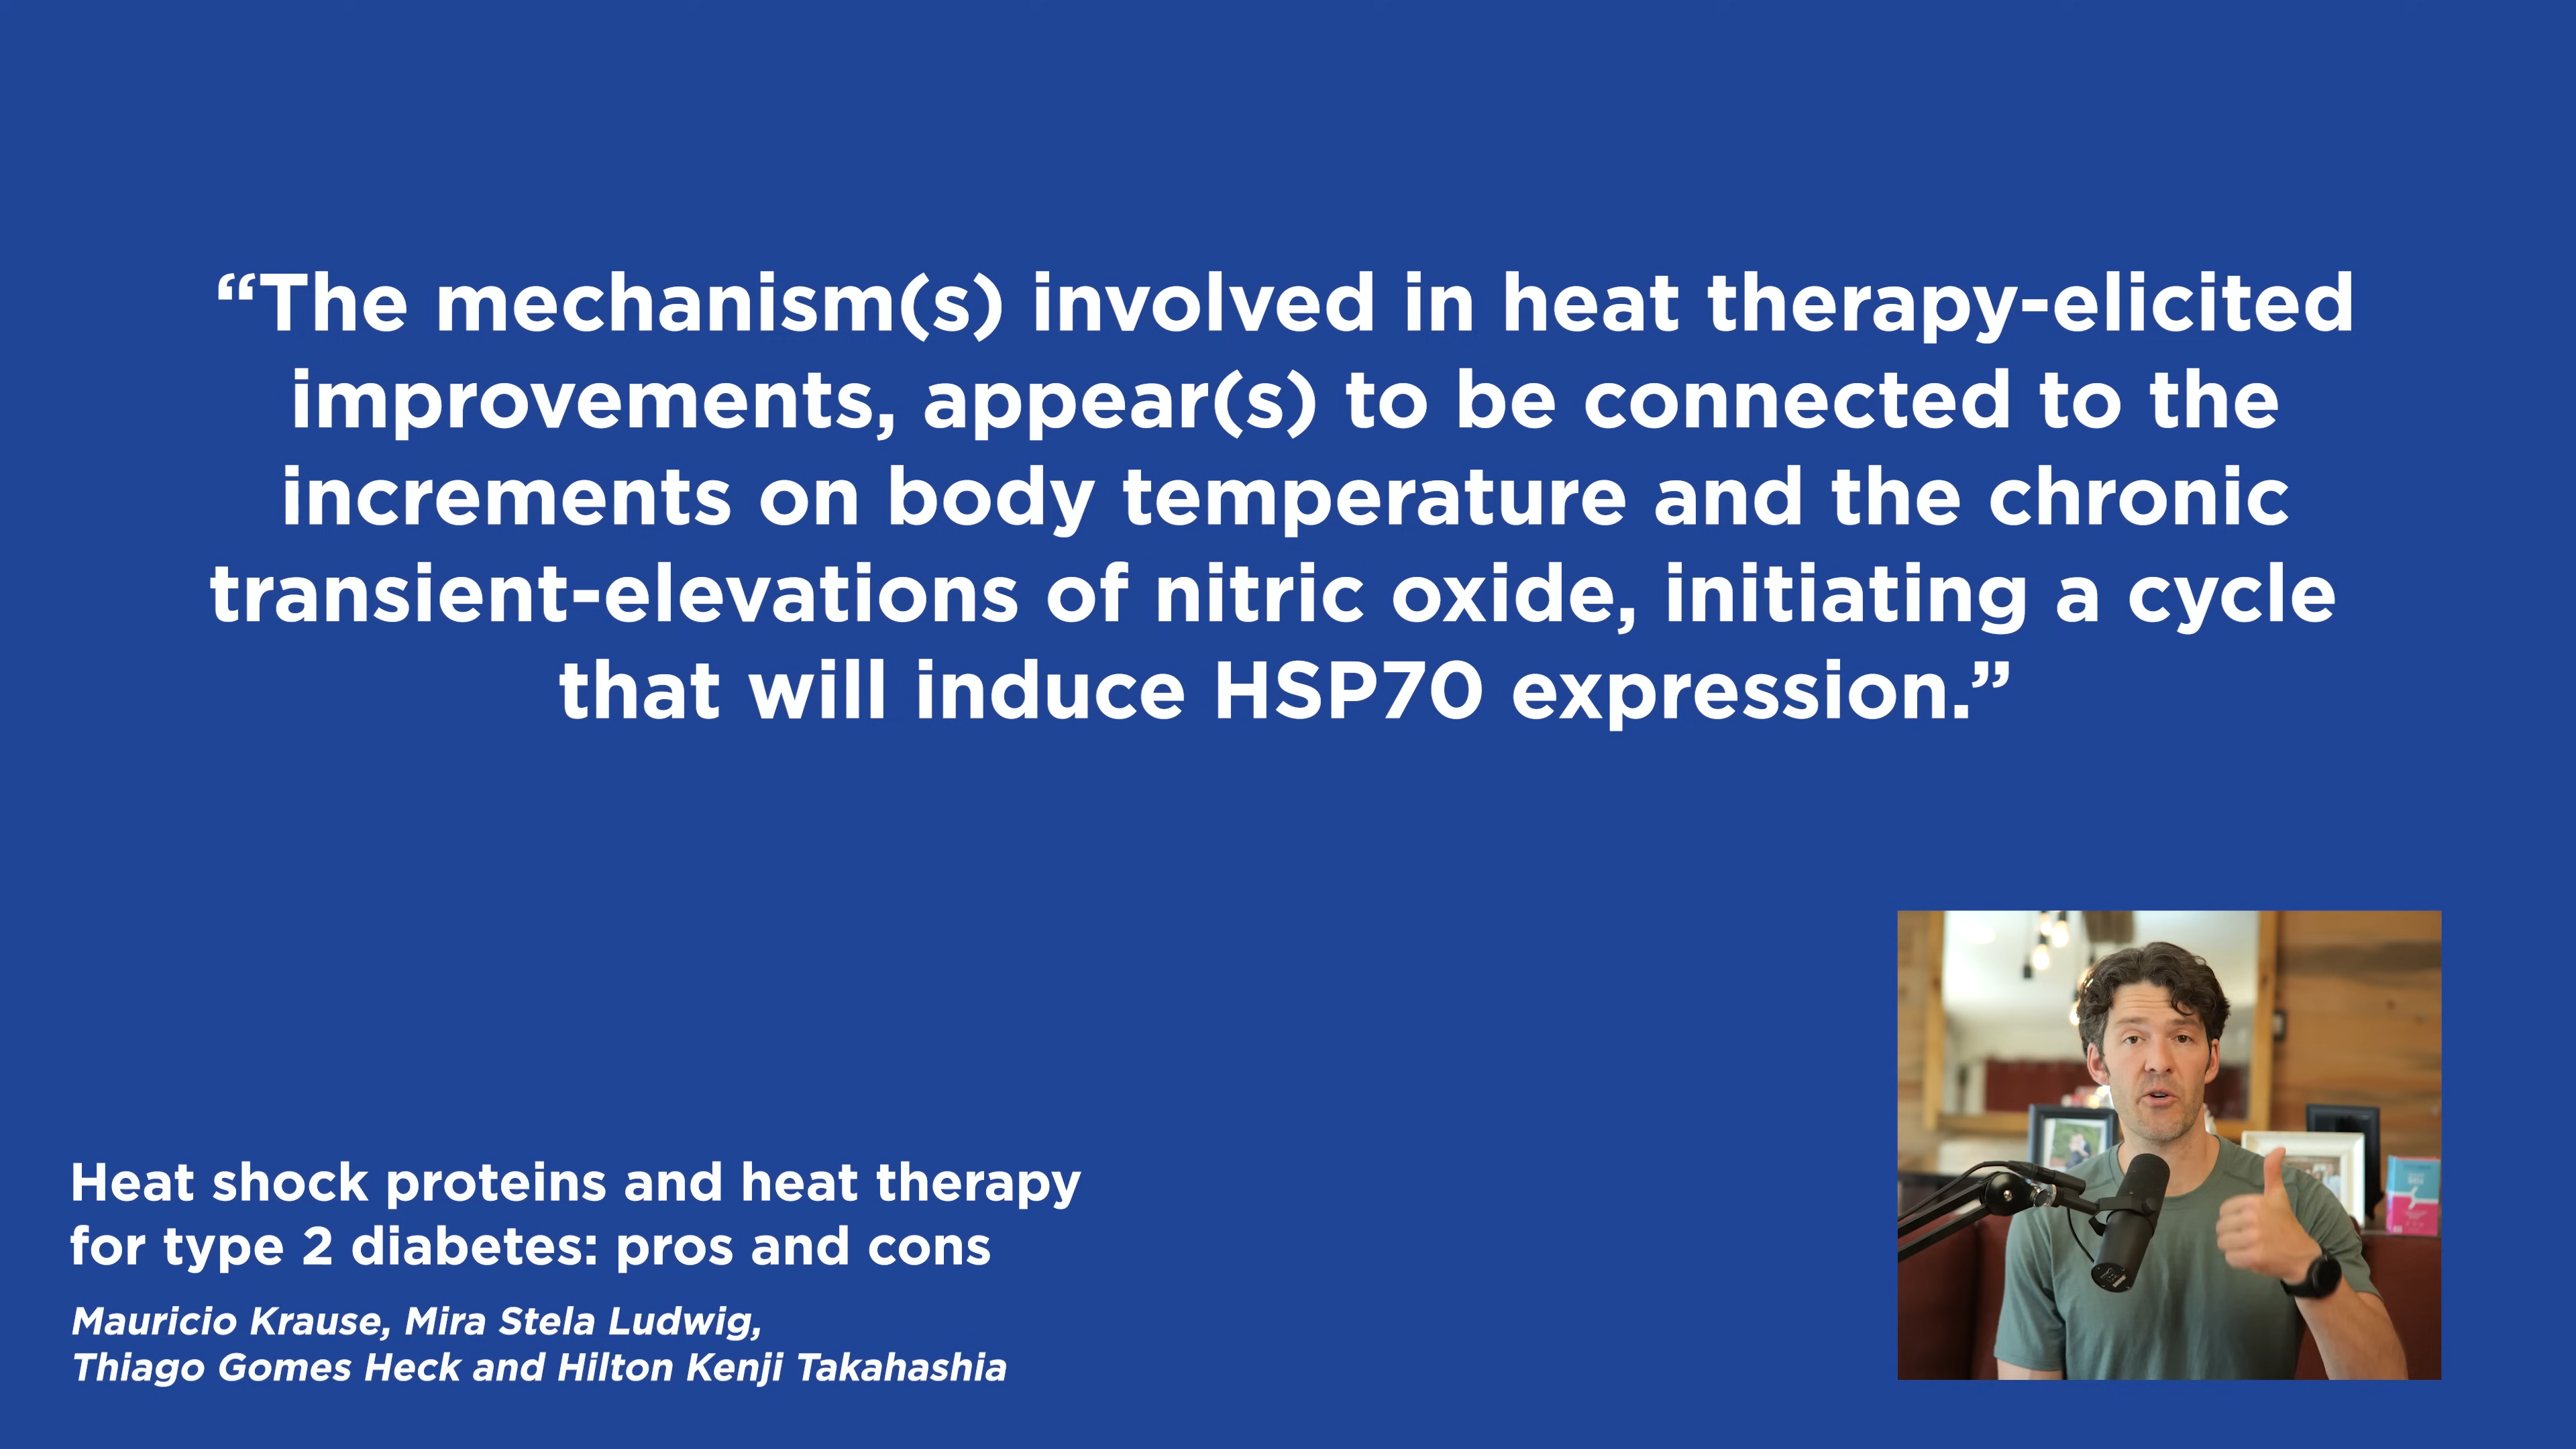 “The mechanism(s) involved in heat therapy-elicited
improvements, appear(s) to be connected to the
increments on body temperature and the chronic
transient-elevations of nitric oxide, initiating a cycle
that will induce HSP70 expression.”
Heat shock proteins and heat therapy
for type 2 diabetes: pros and cons
Mauricio Krause, Mira Stela Ludwig,
Thiago Gomes Heck and Hilton Kenji Takahashia